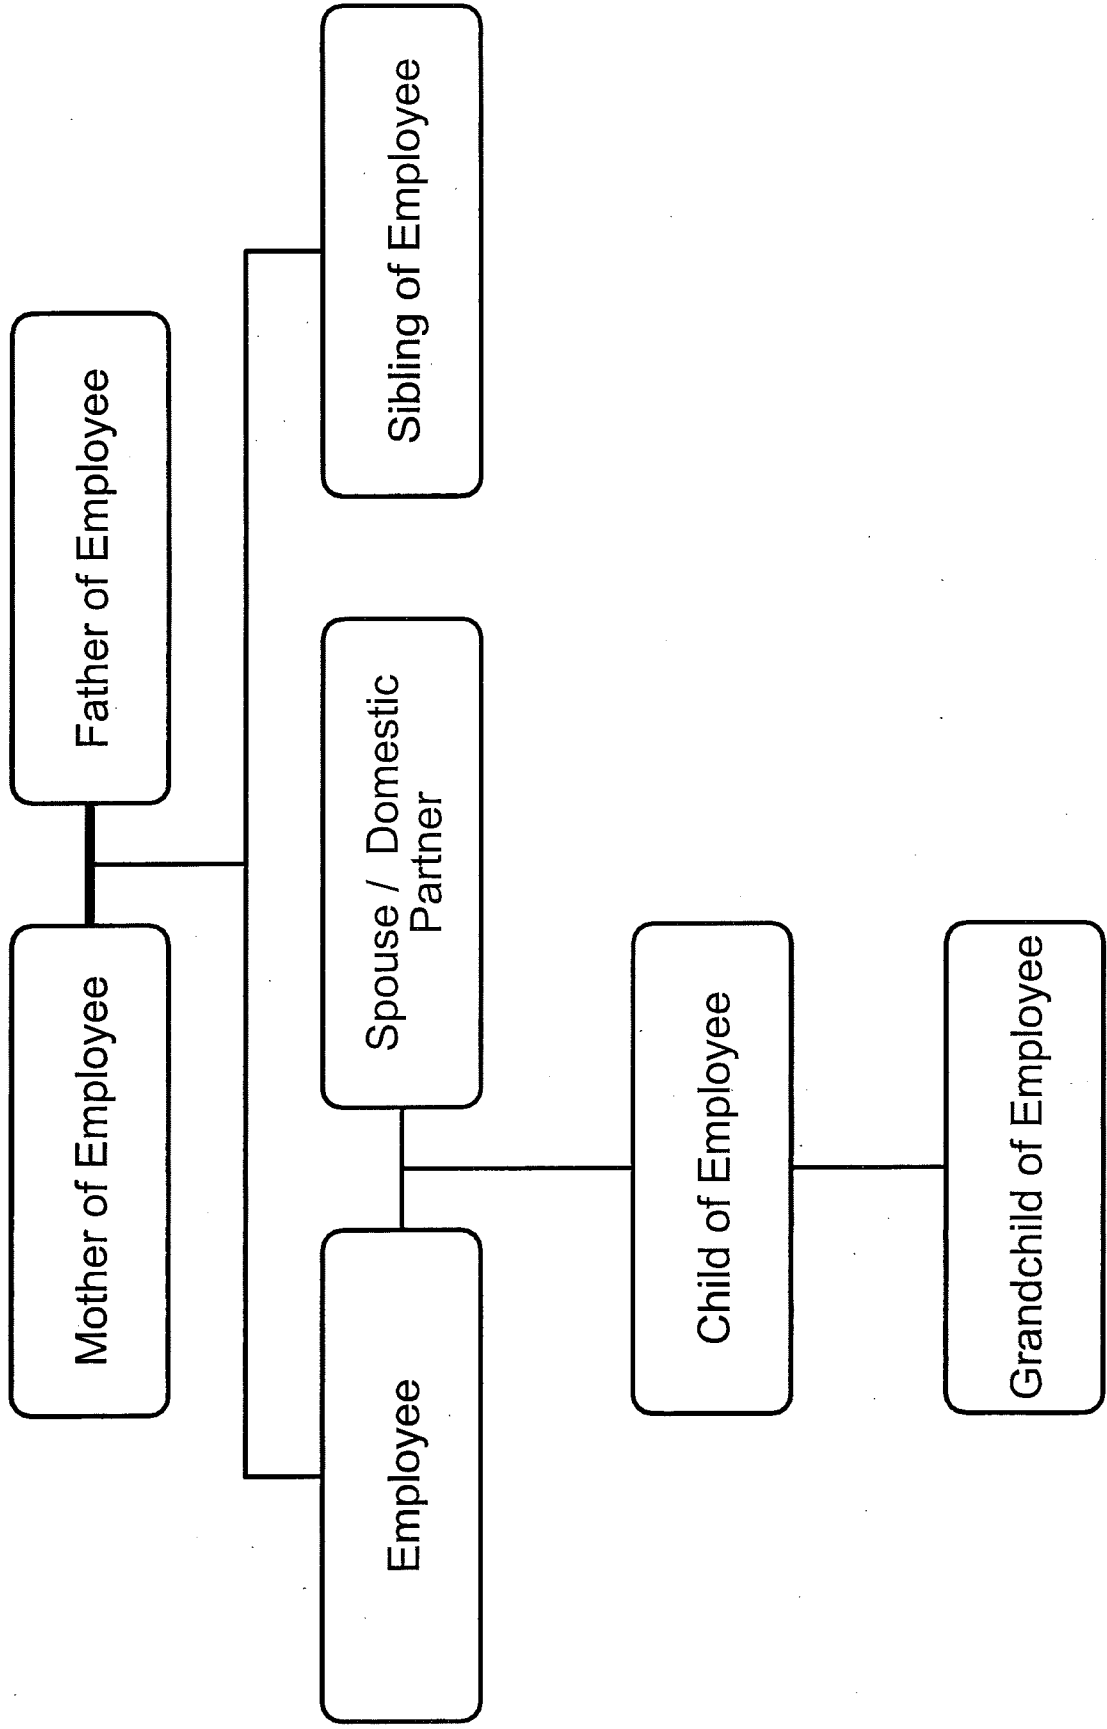 Mother of Employee
Father of Employee
Employee
Spouse / Domestic
Partner
Sibling of Employee
Child of Employee
Grandchild of Employee